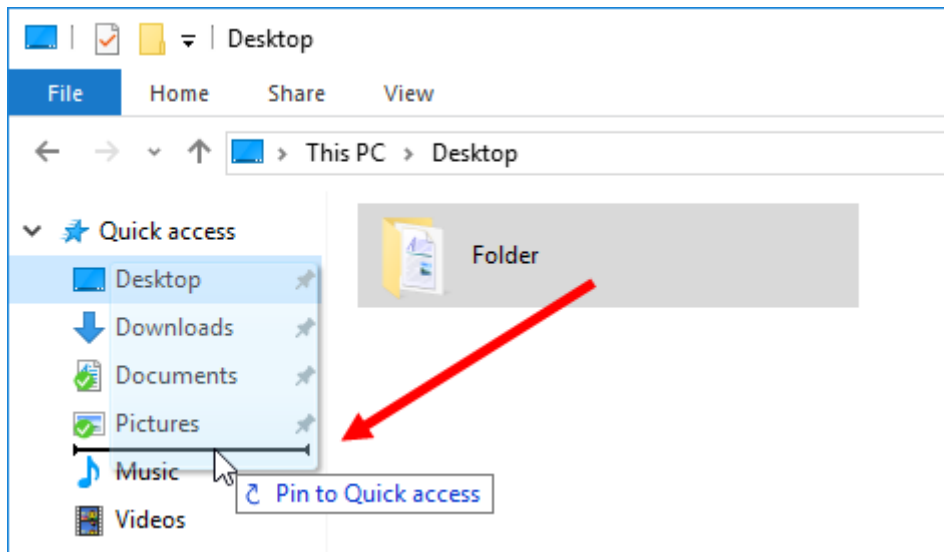 Desktop
File Home Share View
This PC > Desktop
Quick access
Desktop
Downloads
Documents
Pictures
Music
Videos
Folder
Pin to Quick access